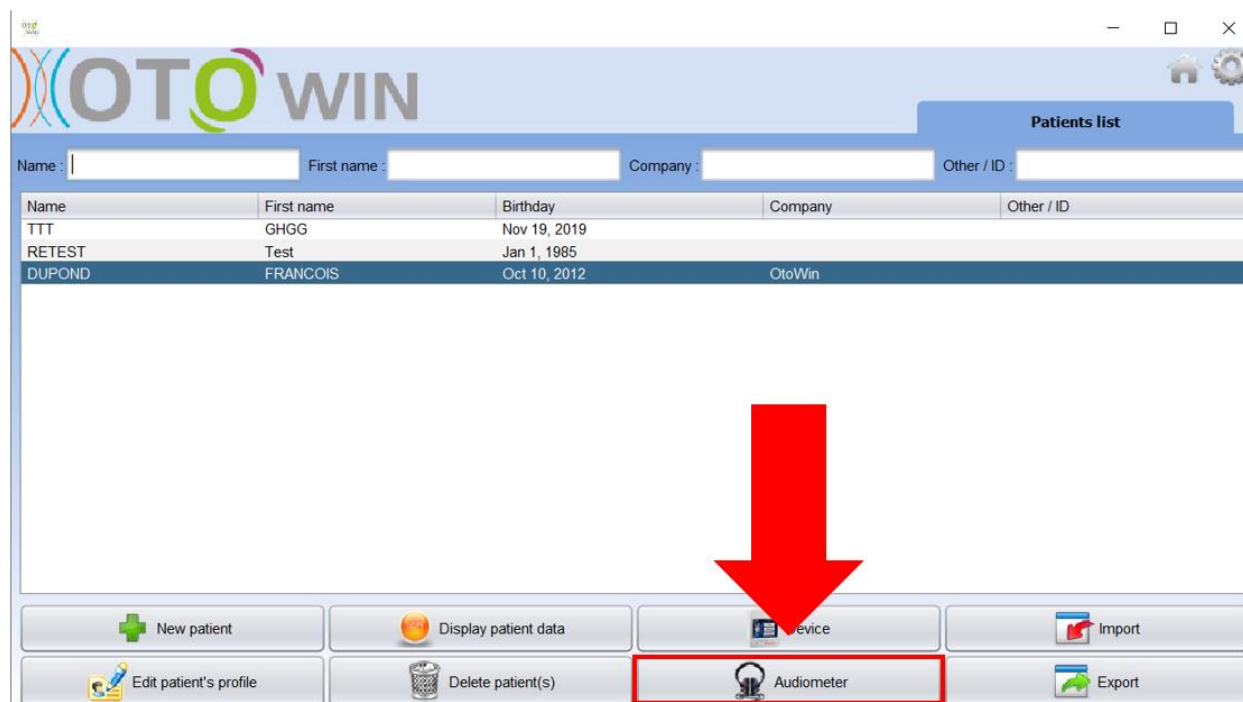 OTO WIN
Patients list
Name : First name : Company : Other / ID :
Name First name Birthday Company Other / ID
TTT GHGG Nov 19, 2019
RETEST Test Jan 1, 1985
DUPOND FRANCOIS Oct 10, 2012 OtoWin
New patient Display patient data Device Import
Edit patient's profile Delete patient(s) Audiometer Export